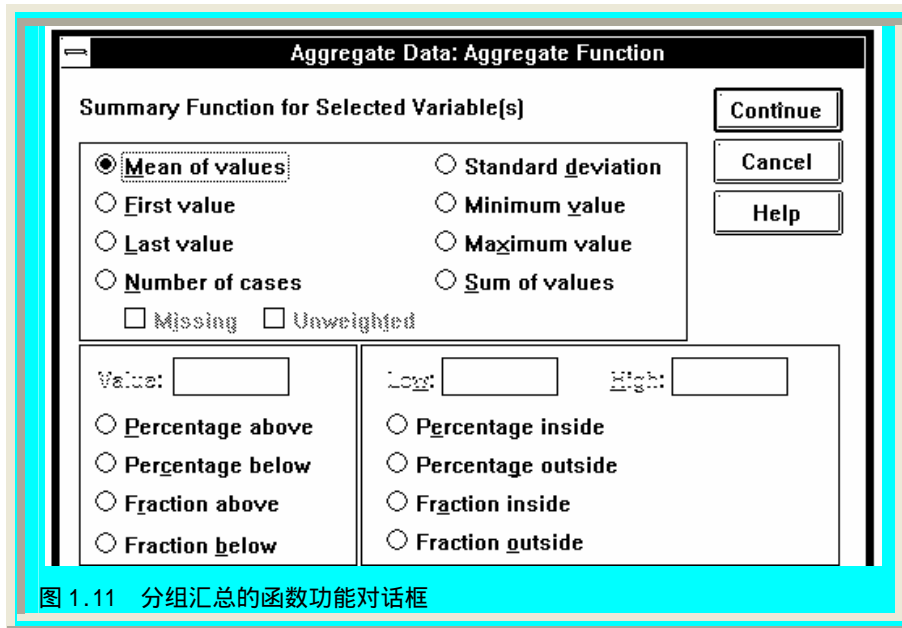 Aggregate Data: Aggregate Function
Summary Function for Selected Variable(s)
Continue
Cancel
Help
Mean of values
Standard deviation
First value
Minimum value
Last value
Maximum value
Number of cases
Sum of values
Missing Unweighted
Value:
Low: High:
Percentage above
Percentage below
Fraction above
Fraction below
Percentage inside
Percentage outside
Fraction inside
Fraction outside
图 1.11 分组汇总的函数功能对话框